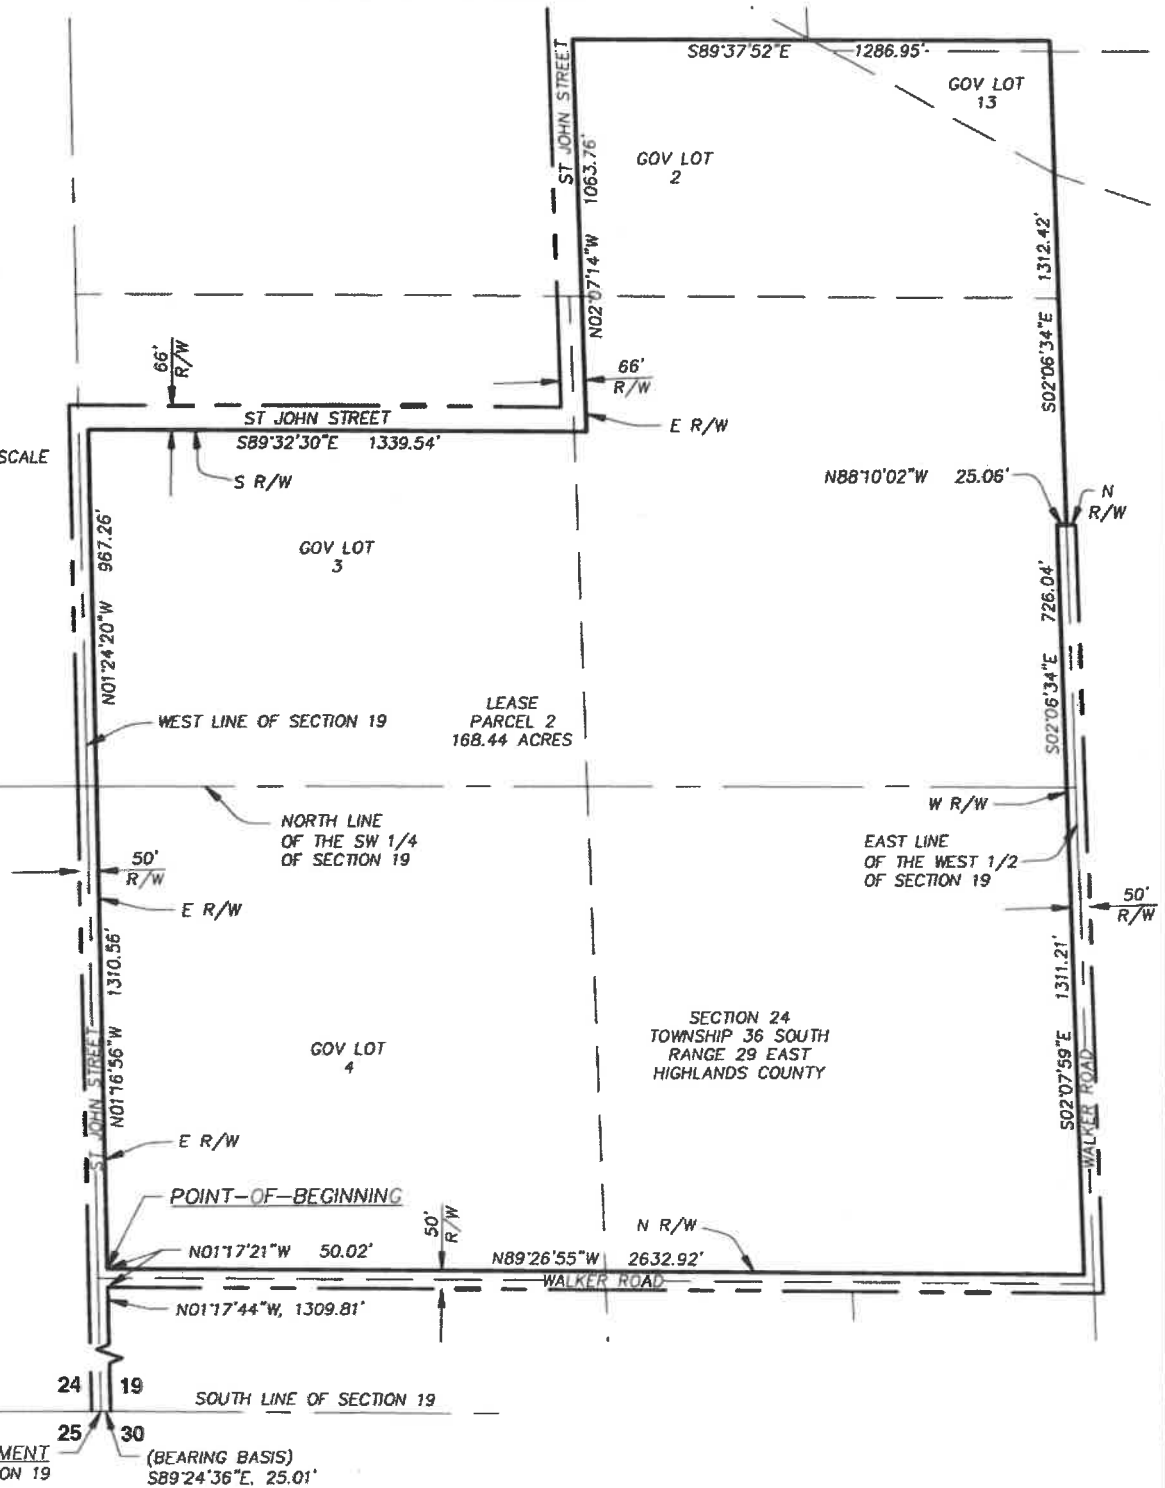 S89°37'52"E 1286.95'
GOV LOT
13
ST JOHN STREET
GOV LOT
2
N02°07'14"W 1063.76'
S02°06'34"E 1312.42'
66'
R/W
66'
R/W
ST JOHN STREET
S89°32'30"E 1339.54'
E R/W
SCALE
S R/W
N88°10'02"W 25.06'
N
R/W
GOV LOT
3
N01°24'20"W 967.26'
S02°06'34"E 726.04'
LEASE
PARCEL 2
168.44 ACRES
WEST LINE OF SECTION 19
W R/W
NORTH LINE
OF THE SW 1/4
OF SECTION 19
EAST LINE
OF THE WEST 1/2
OF SECTION 19
50'
R/W
50'
R/W
E R/W
N01°16'56"W 1310.56'
S02°07'59"E 1311.21'
SECTION 24
TOWNSHIP 36 SOUTH
RANGE 29 EAST
HIGHLANDS COUNTY
GOV LOT
4
ST JOHN STREET
WALKER ROAD
E R/W
POINT-OF-BEGINNING
50'
R/W
N R/W
N01°17'21"W 50.02'
N89°26'55"W 2632.92'
WALKER ROAD
N01°17'44"W, 1309.81'
24 19
SOUTH LINE OF SECTION 19
25 30
MENT
ON 19
(BEARING BASIS)
S89°24'36"E, 25.01'